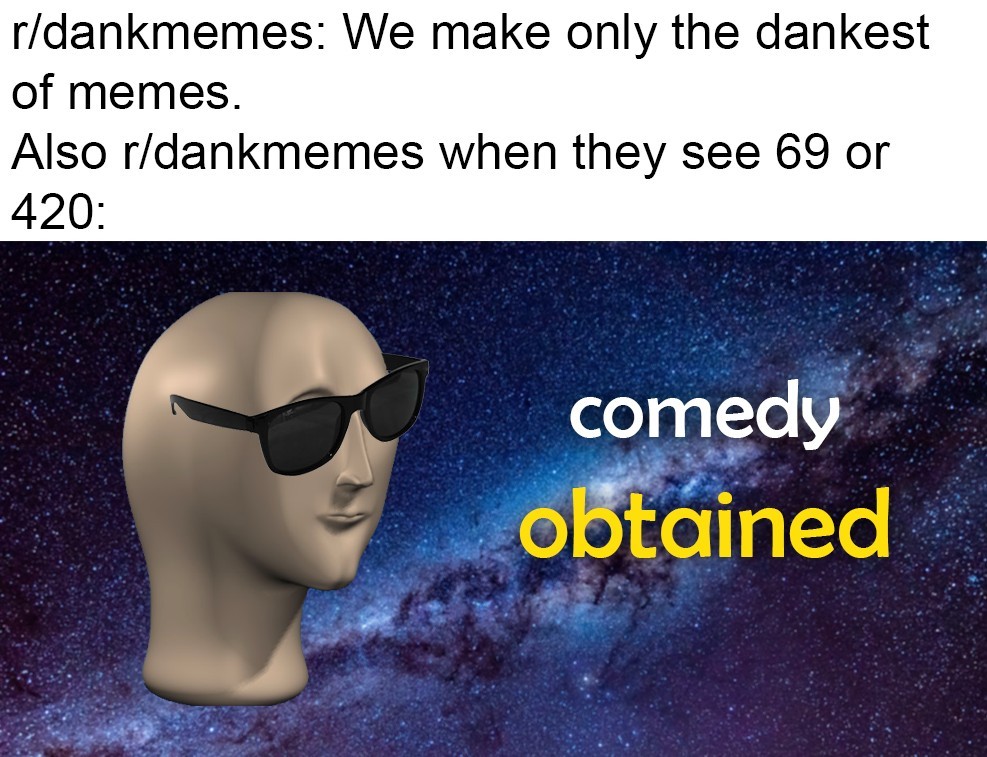 r/dankmemes: We make only the dankest
of memes.
Also r/dankmemes when they see 69 or
420:
comedy
obtained